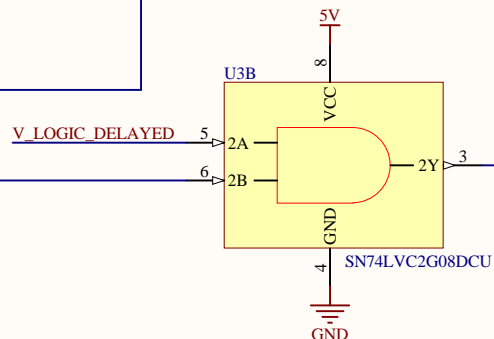 5V
8
U3B
VCC
V_LOGIC_DELAYED
5
2A
6
2B
2Y
3
GND
4
SN74LVC2G08DCU
GND